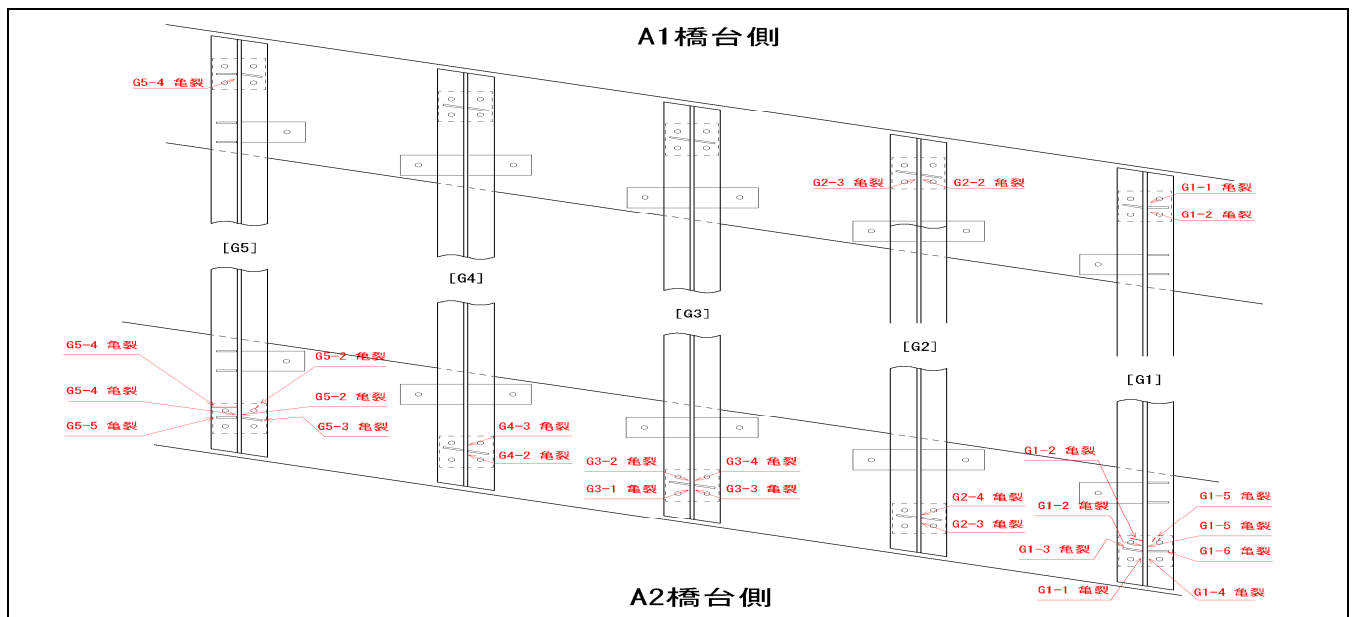 A1橋台側
G5-4 亀裂
G2-3 亀裂
G2-2 亀裂
G1-1 亀裂
G1-2 亀裂
[G5]
[G4]
[G3]
[G2]
[G1]
G5-4 亀裂
G5-2 亀裂
G5-4 亀裂
G5-2 亀裂
G5-5 亀裂
G5-3 亀裂
G4-3 亀裂
G4-2 亀裂
G3-2 亀裂
G3-4 亀裂
G3-1 亀裂
G3-3 亀裂
G2-4 亀裂
G2-3 亀裂
G1-2 亀裂
G1-5 亀裂
G1-2 亀裂
G1-5 亀裂
G1-3 亀裂
G1-6 亀裂
G1-1 亀裂
G1-4 亀裂
A2橋台側